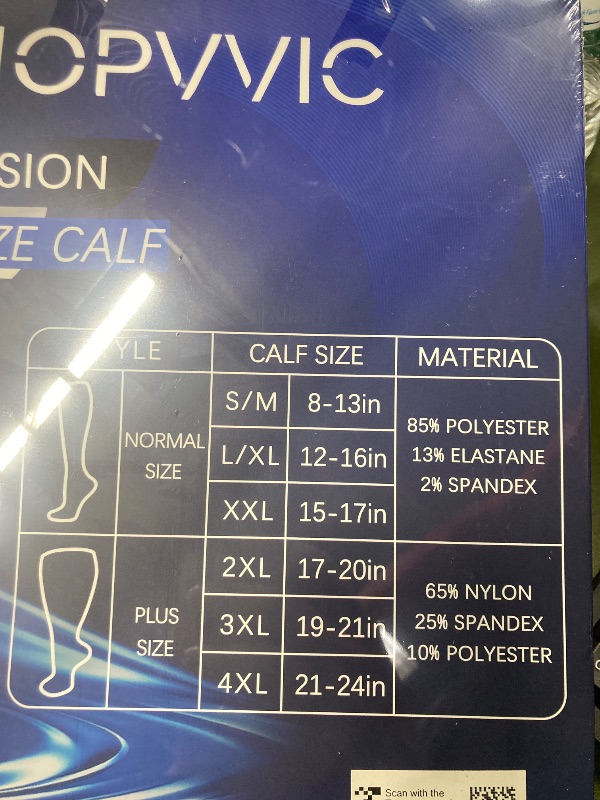 OPVVIC
SION
ZE CALF
YLE CALF SIZE MATERIAL
NORMAL SIZE
S/M 8-13in
L/XL 12-16in
XXL 15-17in
85% POLYESTER
13% ELASTANE
2% SPANDEX
PLUS SIZE
2XL 17-20in
3XL 19-21in
4XL 21-24in
65% NYLON
25% SPANDEX
10% POLYESTER
Scan with the